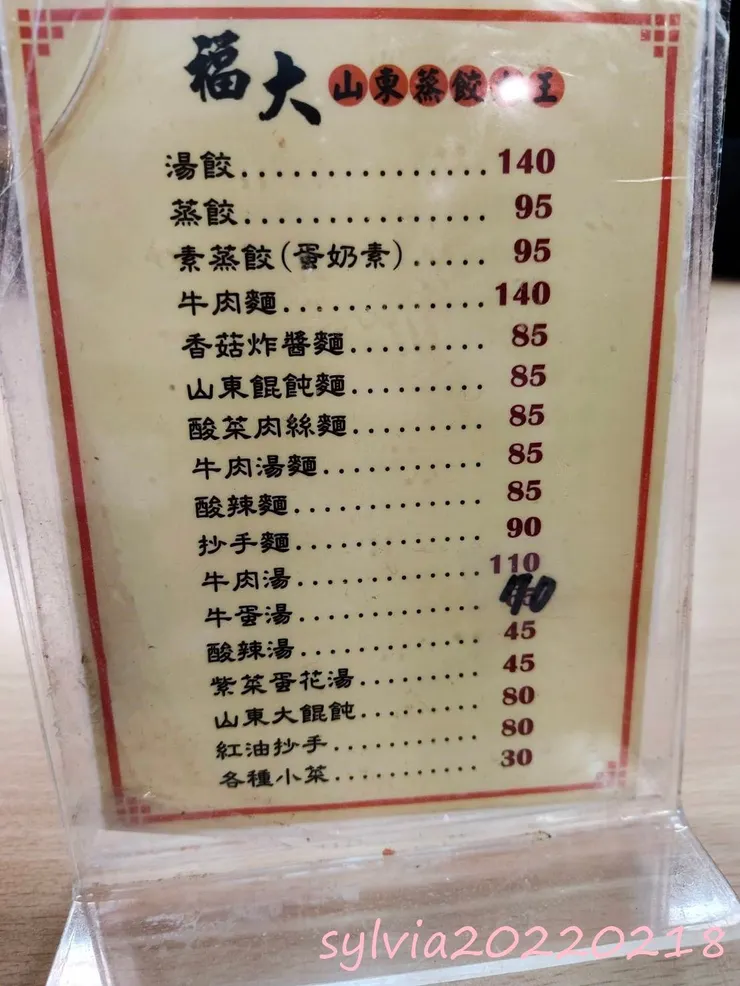 福大 山東蒸餃大王
湯餃................ 140
蒸餃................ 95
素蒸餃(蛋奶素)..... 95
牛肉麵............. 140
香菇炸醬麵......... 85
山東餛飩麵......... 85
酸菜肉絲麵......... 85
牛肉湯麵........... 85
酸辣麵............. 85
抄手麵............. 90
牛肉湯............. 110
牛蛋湯............. 70
酸辣湯............. 45
紫菜蛋花湯......... 45
山東大餛飩......... 80
紅油抄手........... 80
各種小菜........... 30
sylvia20220218